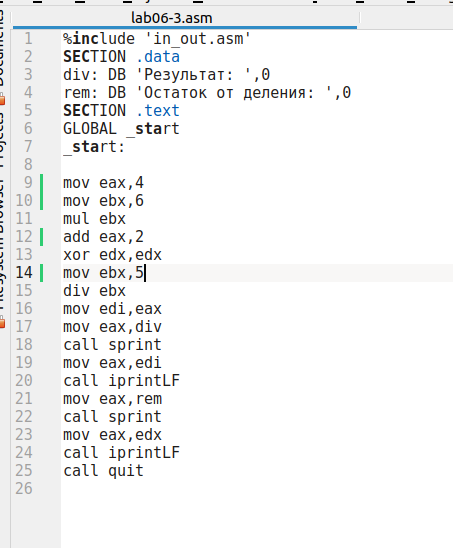 lab06-3.asm
1 %include 'in_out.asm'
2 SECTION .data
3 div: DB 'Результат: ',0
4 rem: DB 'Остаток от деления: ',0
5 SECTION .text
6 GLOBAL _start
7 _start:
8
9 mov eax,4
10 mov ebx,6
11 mul ebx
12 add eax,2
13 xor edx,edx
14 mov ebx,5
15 div ebx
16 mov edi,eax
17 mov eax,div
18 call sprint
19 mov eax,edi
20 call iprintLF
21 mov eax,rem
22 call sprint
23 mov eax,edx
24 call iprintLF
25 call quit
26
Documents
Projects
Filesystem Browser